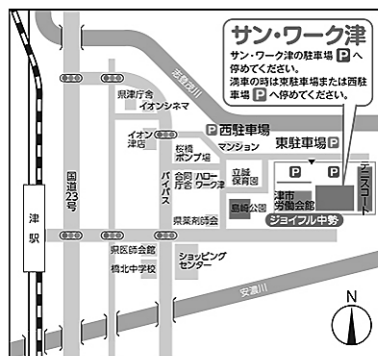 サン・ワーク津
サン・ワーク津の駐車場 P へ
停めてください。
満車の時は東駐車場または西駐
車場 P へ停めてください。
志登茂川
県津庁舎
イオンシネマ
イオン
津店
P 西駐車場
マンション
東駐車場 P
桜橋
ポンプ場
国道23号
バイパス
合同
庁舎
ハロー
ワーク津
立誠
保育園
P
P
テニスコート
島崎公園
津市
労働会館
ジョイフル中勢
県薬剤師会
津駅
県医師会館
橋北中学校
ショッピング
センター
安濃川
N